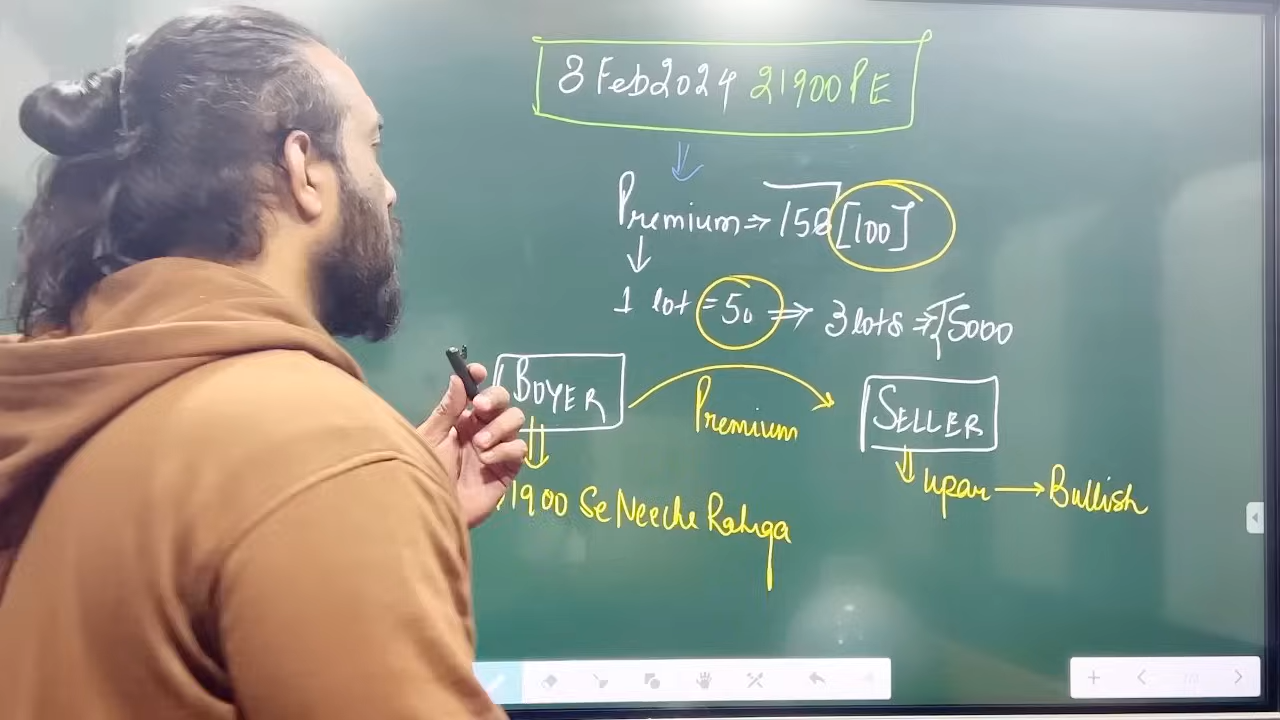 8 Feb 2024 21900 PE
Premium ⇒ 150 [100]
1 lot = 50 ⇒ 3 lots ⇒ ₹5000
BUYER
Premium
SELLER
upar → Bullish
1900 Se Neeche Rahega